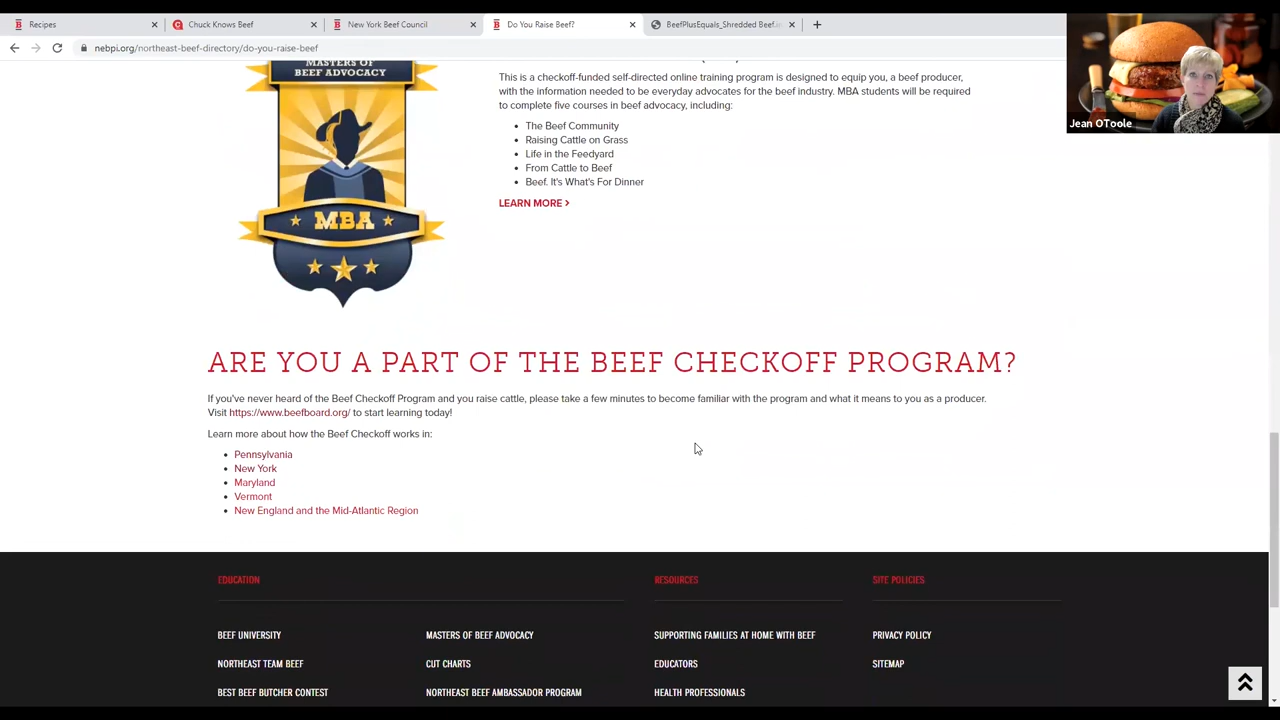 Recipes
Chuck Knows Beef
New York Beef Council
Do You Raise Beef?
BeefPlusEquals_Shredded Beef.in
nebpi.org/northeast-beef-directory/do-you-raise-beef
Jean OToole
MASTERS OF
BEEF ADVOCACY
MBA
This is a checkoff-funded self-directed online training program is designed to equip you, a beef producer,
with the information needed to be everyday advocates for the beef industry. MBA students will be required
to complete five courses in beef advocacy, including:
• The Beef Community
• Raising Cattle on Grass
• Life in the Feedyard
• From Cattle to Beef
• Beef. It's What's For Dinner
LEARN MORE >
ARE YOU A PART OF THE BEEF CHECKOFF PROGRAM?
If you've never heard of the Beef Checkoff Program and you raise cattle, please take a few minutes to become familiar with the program and what it means to you as a producer.
Visit https://www.beefboard.org/ to start learning today!
Learn more about how the Beef Checkoff works in:
• Pennsylvania
• New York
• Maryland
• Vermont
• New England and the Mid-Atlantic Region
EDUCATION
RESOURCES
SITE POLICIES
BEEF UNIVERSITY
MASTERS OF BEEF ADVOCACY
SUPPORTING FAMILIES AT HOME WITH BEEF
PRIVACY POLICY
NORTHEAST TEAM BEEF
CUT CHARTS
EDUCATORS
SITEMAP
BEST BEEF BUTCHER CONTEST
NORTHEAST BEEF AMBASSADOR PROGRAM
HEALTH PROFESSIONALS